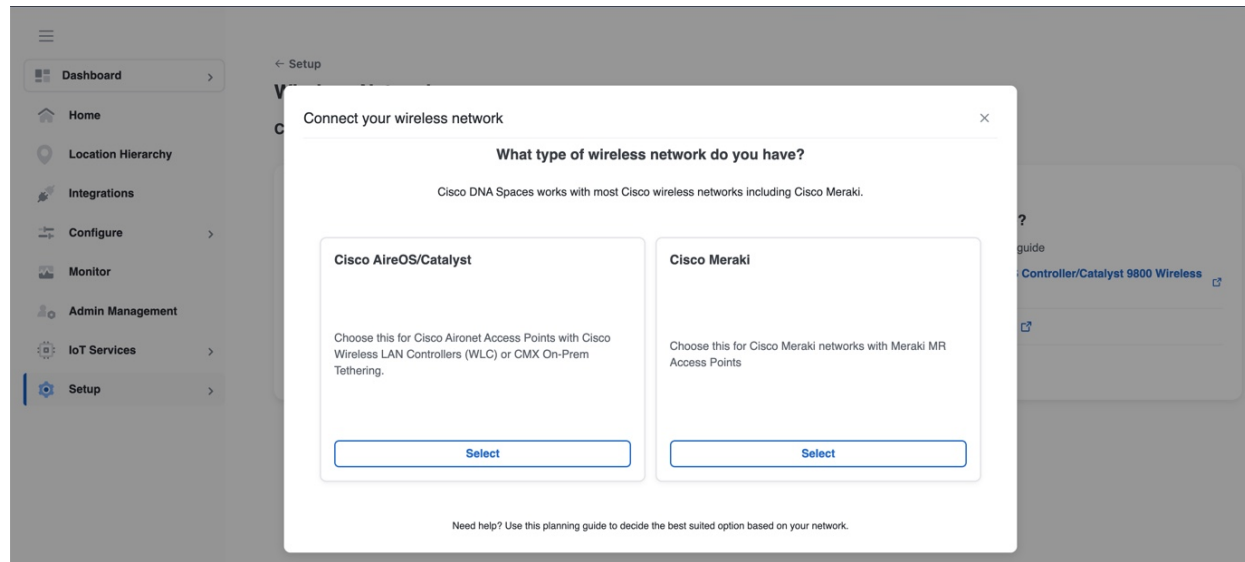 Dashboard
Home
Location Hierarchy
Integrations
Configure
Monitor
Admin Management
IoT Services
Setup
← Setup
Connect your wireless network
What type of wireless network do you have?
Cisco DNA Spaces works with most Cisco wireless networks including Cisco Meraki.
Cisco AireOS/Catalyst
Choose this for Cisco Aironet Access Points with Cisco
Wireless LAN Controllers (WLC) or CMX On-Prem
Tethering.
Select
Cisco Meraki
Choose this for Cisco Meraki networks with Meraki MR
Access Points
Select
Need help? Use this planning guide to decide the best suited option based on your network.
?
guide
Controller/Catalyst 9800 Wireless